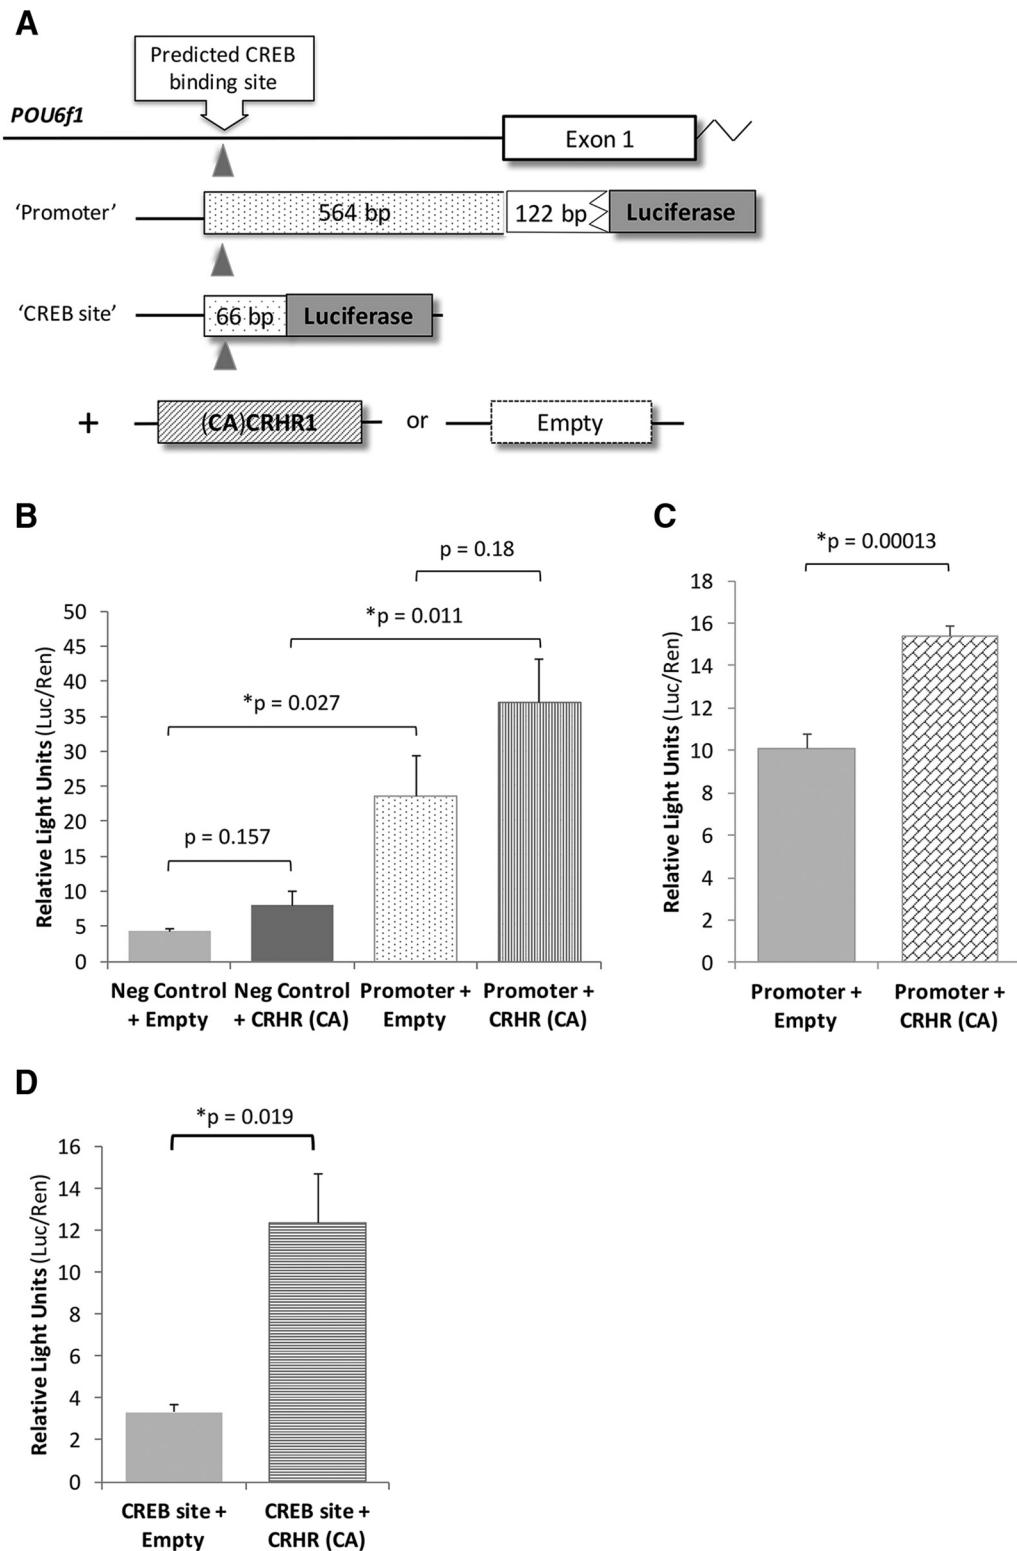 A
Predicted CREB
binding site
POU6f1
Exon 1
'Promoter'
564 bp
122 bp
Luciferase
'CREB site'
66 bp
Luciferase
+
(CA)CRHR1
or
Empty
B
p = 0.18
*p = 0.011
*p = 0.027
p = 0.157
Relative Light Units (Luc/Ren)
50
45
40
35
30
25
20
15
10
5
0
Neg Control
+ Empty
Neg Control
+ CRHR (CA)
Promoter +
Empty
Promoter +
CRHR (CA)
C
*p = 0.00013
Relative Light Units (Luc/Ren)
18
16
14
12
10
8
6
4
2
0
Promoter +
Empty
Promoter +
CRHR (CA)
D
*p = 0.019
Relative Light Units (Luc/Ren)
16
14
12
10
8
6
4
2
0
CREB site +
Empty
CREB site +
CRHR (CA)